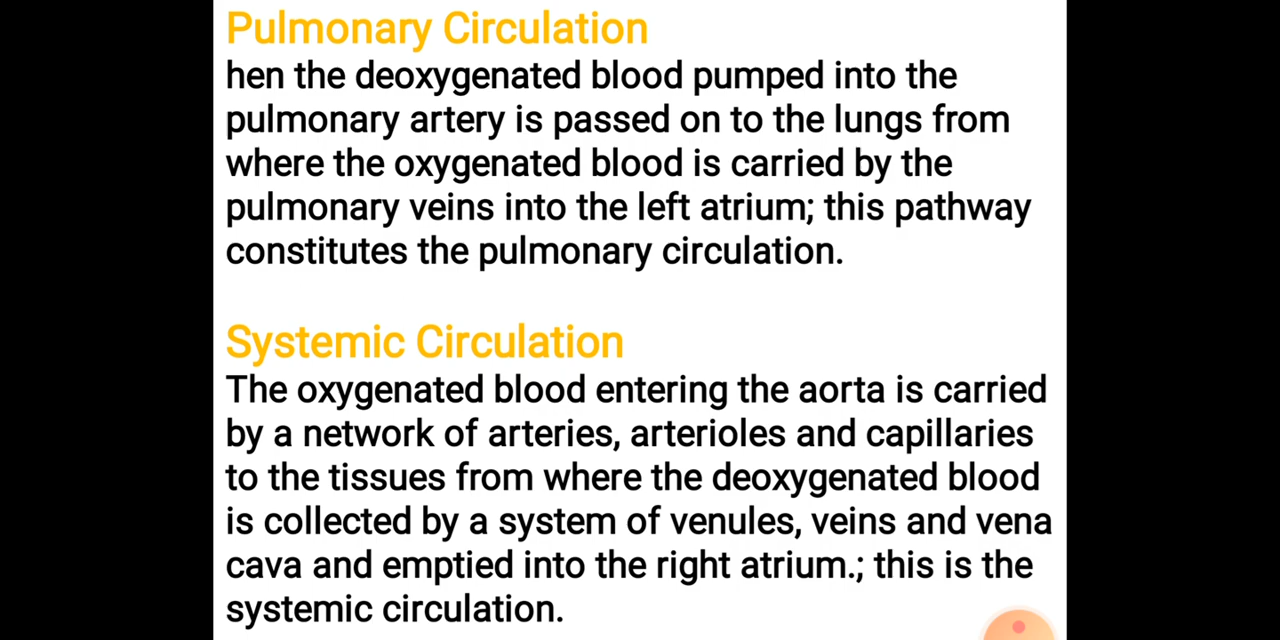 Pulmonary Circulation
hen the deoxygenated blood pumped into the
pulmonary artery is passed on to the lungs from
where the oxygenated blood is carried by the
pulmonary veins into the left atrium; this pathway
constitutes the pulmonary circulation.
Systemic Circulation
The oxygenated blood entering the aorta is carried
by a network of arteries, arterioles and capillaries
to the tissues from where the deoxygenated blood
is collected by a system of venules, veins and vena
cava and emptied into the right atrium.; this is the
systemic circulation.